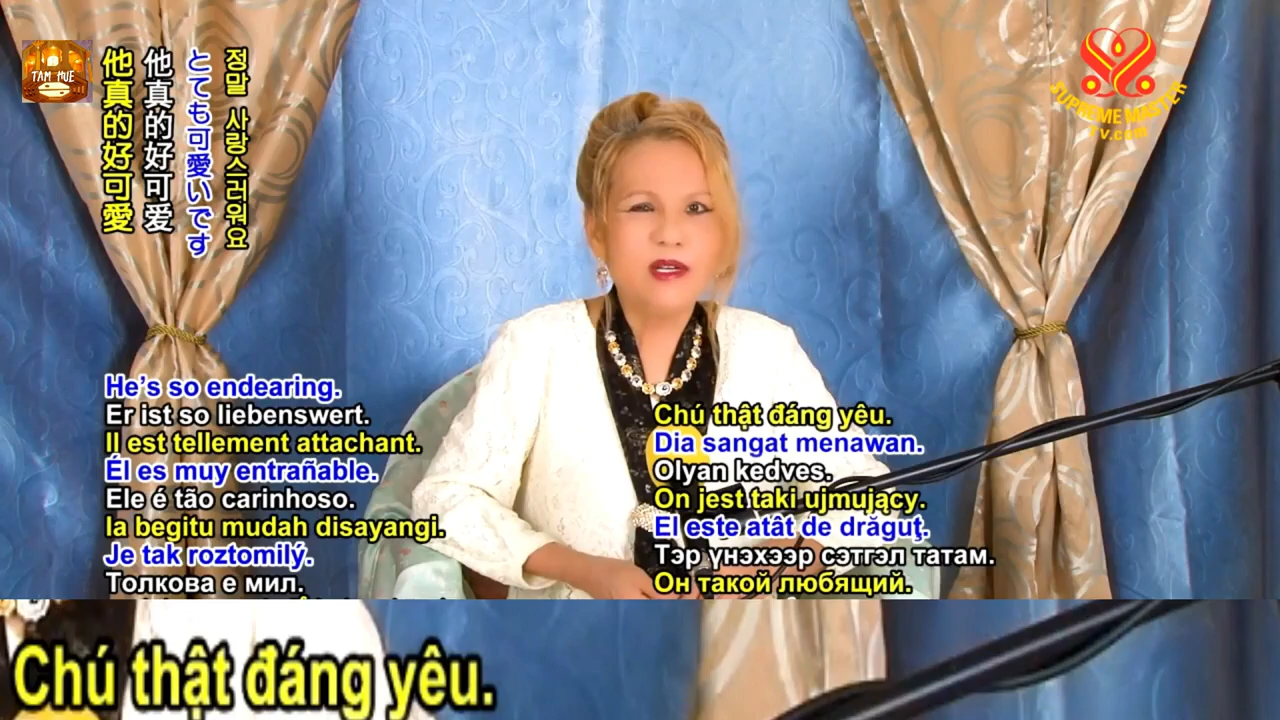 TAM HUE
他真的好可愛
他真的好可爱
とても可愛いです
정말 사랑스러워요
SUPREME MASTER
TV.com
He's so endearing.
Er ist so liebenswert.
Il est tellement attachant.
Él es muy entrañable.
Ele é tão carinhoso.
Ia begitu mudah disayangi.
Je tak roztomilý.
Толкова е мил.
Chú thật đáng yêu.
Dia sangat menawan.
Olyan kedves.
On jest taki ujmujący.
El este atât de drăguţ.
Тэр үнэхээр сэтгэл татам.
Он такой любящий.
Chú thật đáng yêu.